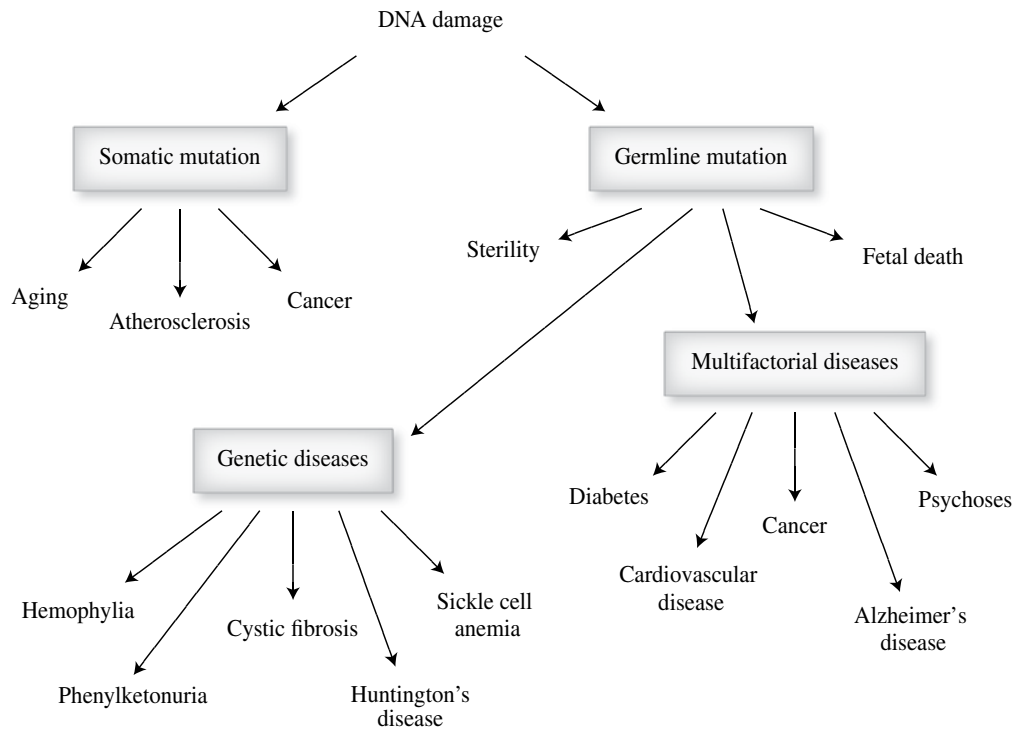 DNA damage
Somatic mutation
Germline mutation
Sterility
Fetal death
Aging
Atherosclerosis
Cancer
Multifactorial diseases
Genetic diseases
Diabetes
Cardiovascular
disease
Cancer
Alzheimer's
disease
Psychoses
Hemophylia
Phenylketonuria
Cystic fibrosis
Huntington's
disease
Sickle cell
anemia